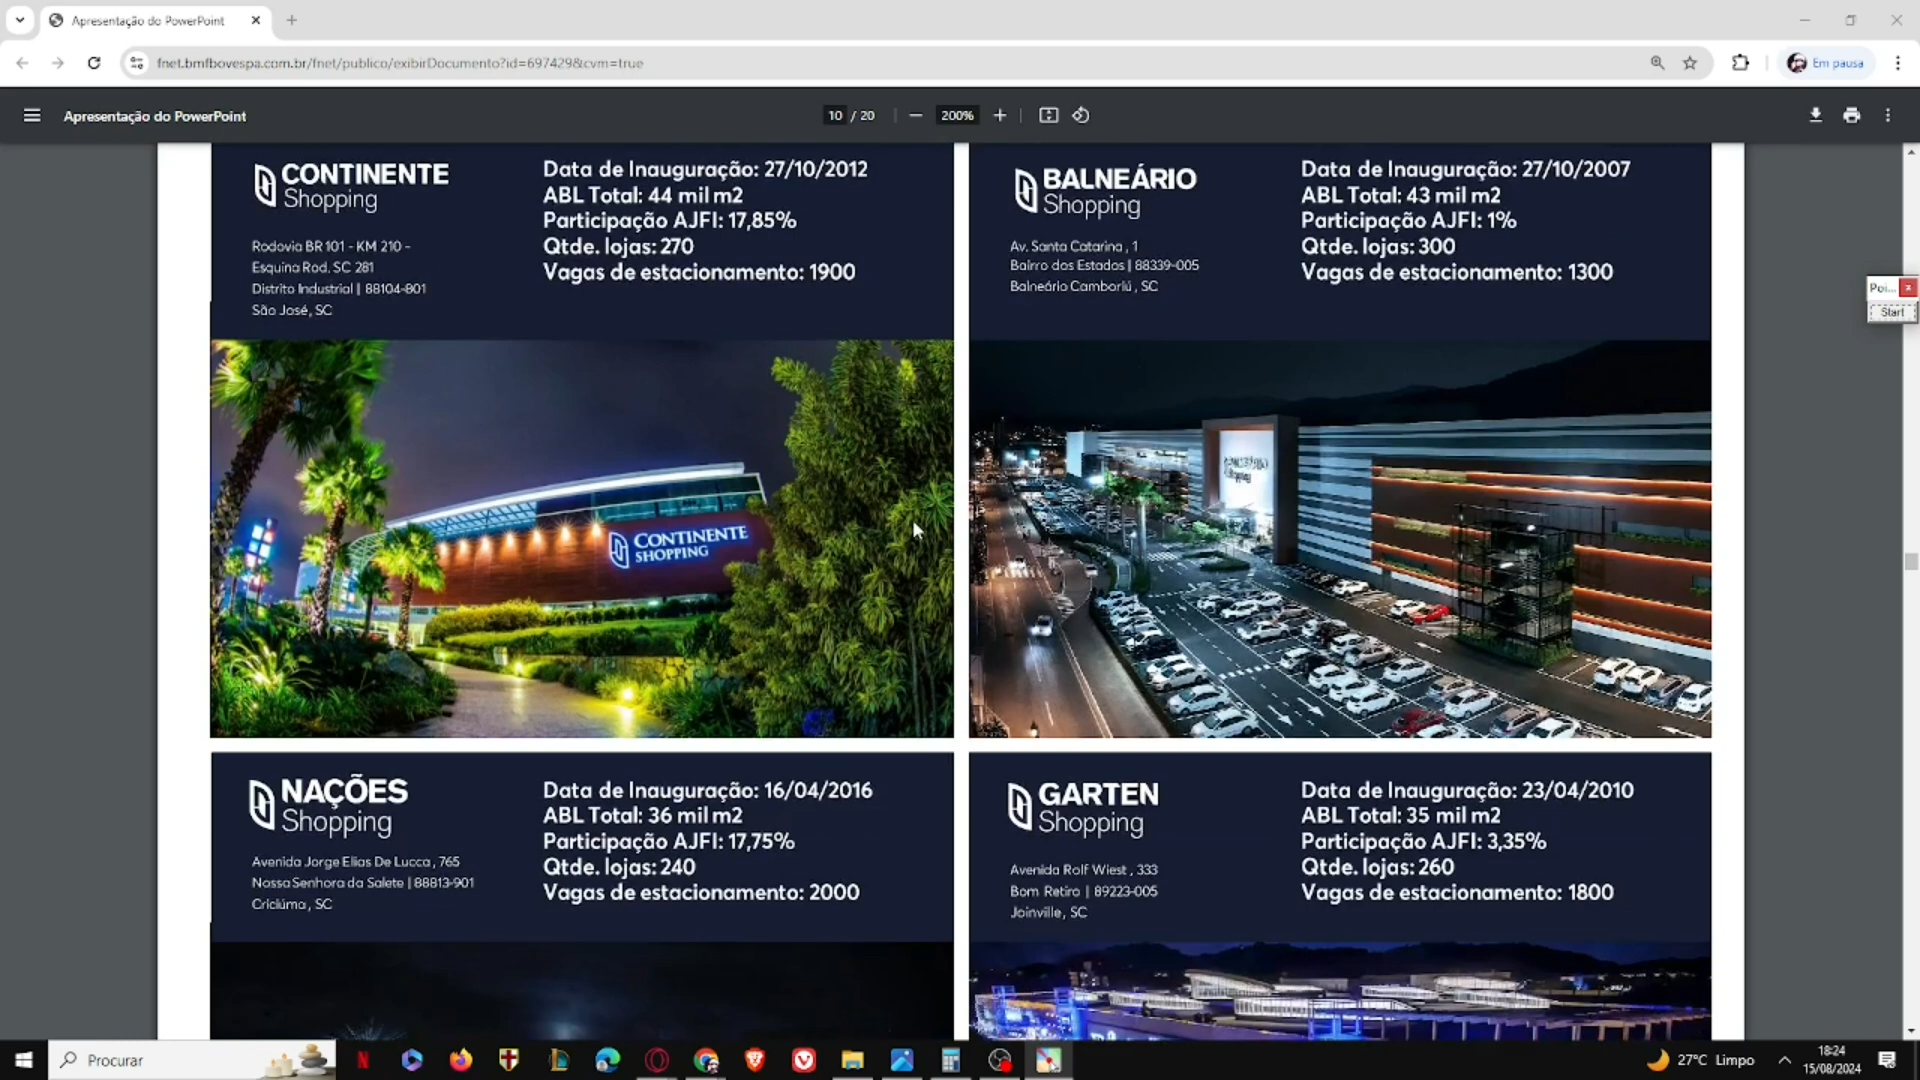 Apresentação do PowerPoint
fnet.bmfbovespa.com.br/fnet/publico/exibirDocumento?id=697429&cvm=true
Em pausa
Apresentação do PowerPoint
10 / 20
200%
CONTINENTE
Shopping
Rodovia BR 101 - KM 210 -
Esquina Rod. SC 281
Distrito Industrial | 88104-801
São José, SC
Data de Inauguração: 27/10/2012
ABL Total: 44 mil m2
Participação AJFI: 17,85%
Qtde. lojas: 270
Vagas de estacionamento: 1900
BALNEÁRIO
Shopping
Av. Santa Catarina , 1
Bairro dos Estados | 88339-005
Balneário Camboriú , SC
Data de Inauguração: 27/10/2007
ABL Total: 43 mil m2
Participação AJFI: 1%
Qtde. lojas: 300
Vagas de estacionamento: 1300
Poi...
Start
CONTINENTE
SHOPPING
NAÇÕES
Shopping
Avenida Jorge Elias De Lucca , 765
Nossa Senhora da Salete | 88813-901
Criciúma , SC
Data de Inauguração: 16/04/2016
ABL Total: 36 mil m2
Participação AJFI: 17,75%
Qtde. lojas: 240
Vagas de estacionamento: 2000
GARTEN
Shopping
Avenida Rolf Wiest , 333
Bom Retiro | 89223-005
Joinville, SC
Data de Inauguração: 23/04/2010
ABL Total: 35 mil m2
Participação AJFI: 3,35%
Qtde. lojas: 260
Vagas de estacionamento: 1800
Procurar
27°C Limpo
18:24
15/08/2024